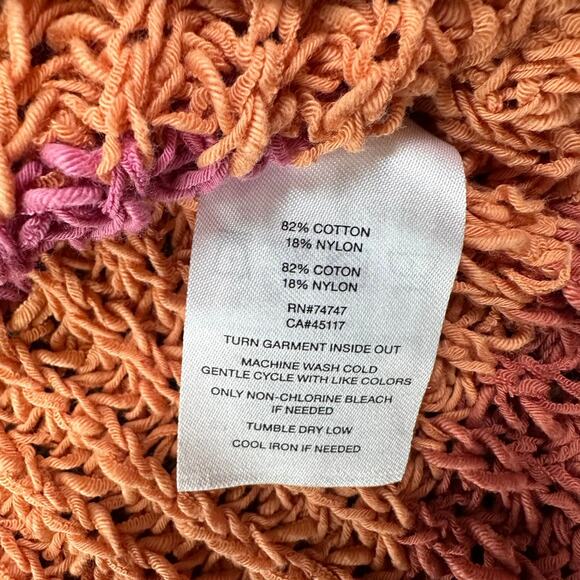 82% COTTON
18% NYLON
82% COTON
18% NYLON
RN#74747
CA#45117
TURN GARMENT INSIDE OUT
MACHINE WASH COLD
GENTLE CYCLE WITH LIKE COLORS
ONLY NON-CHLORINE BLEACH
IF NEEDED
TUMBLE DRY LOW
COOL IRON IF NEEDED